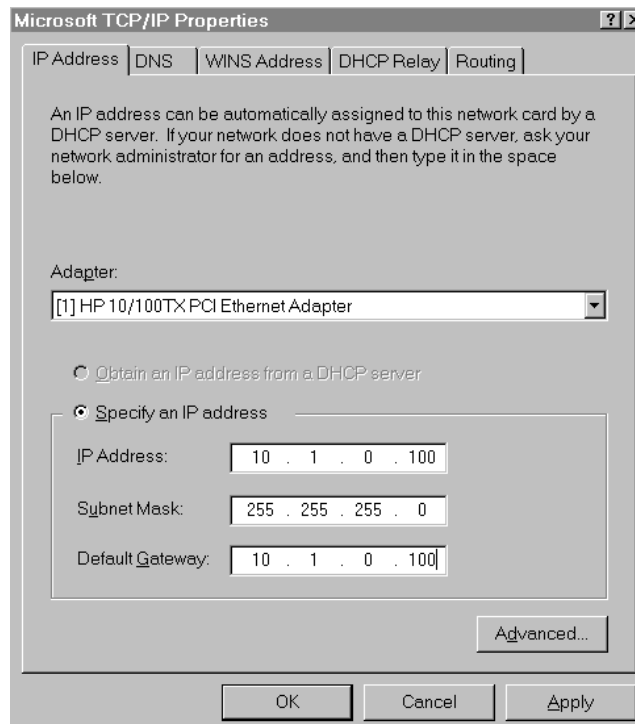 Microsoft TCP/IP Properties
IP Address DNS WINS Address DHCP Relay Routing
An IP address can be automatically assigned to this network card by a
DHCP server. If your network does not have a DHCP server, ask your
network administrator for an address, and then type it in the space
below.
Adapter:
[1] HP 10/100TX PCI Ethernet Adapter
Obtain an IP address from a DHCP server
Specify an IP address
IP Address: 10 . 1 . 0 . 100
Subnet Mask: 255 . 255 . 255 . 0
Default Gateway: 10 . 1 . 0 . 100
Advanced...
OK Cancel Apply